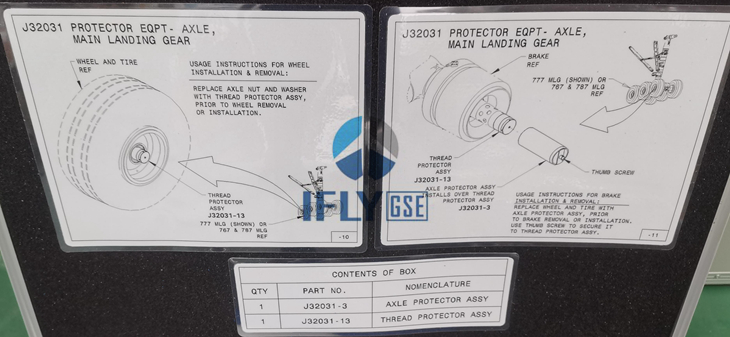 J32031 PROTECTOR EQPT- AXLE,
MAIN LANDING GEAR
WHEEL AND TIRE
REF
USAGE INSTRUCTIONS FOR WHEEL
INSTALLATION & REMOVAL:
REPLACE AXLE NUT AND WASHER
WITH THREAD PROTECTOR ASSY,
PRIOR TO WHEEL REMOVAL
OR INSTALLATION.
THREAD
PROTECTOR
ASSY
J32031-13
777 MLG (SHOWN) OR
767 & 787 MLG
REF
-10
J32031 PROTECTOR EQPT- AXLE,
MAIN LANDING GEAR
BRAKE
REF
777 MLG (SHOWN) OR
767 & 787 MLG
REF
THREAD
PROTECTOR
ASSY
J32031-13
THUMB SCREW
AXLE PROTECTOR ASSY
INSTALLS OVER THREAD
PROTECTOR ASSY
J32031-3
USAGE INSTRUCTIONS FOR BRAKE
INSTALLATION & REMOVAL:
REPLACE WHEEL AND TIRE WITH
AXLE PROTECTOR ASSY, PRIOR
TO BRAKE REMOVAL OR INSTALLATION.
USE THUMB SCREW TO SECURE IT
TO THREAD PROTECTOR ASSY.
-11
IFLY GSE
CONTENTS OF BOX
QTY PART NO. NOMENCLATURE
1 J32031-3 AXLE PROTECTOR ASSY
1 J32031-13 THREAD PROTECTOR ASSY